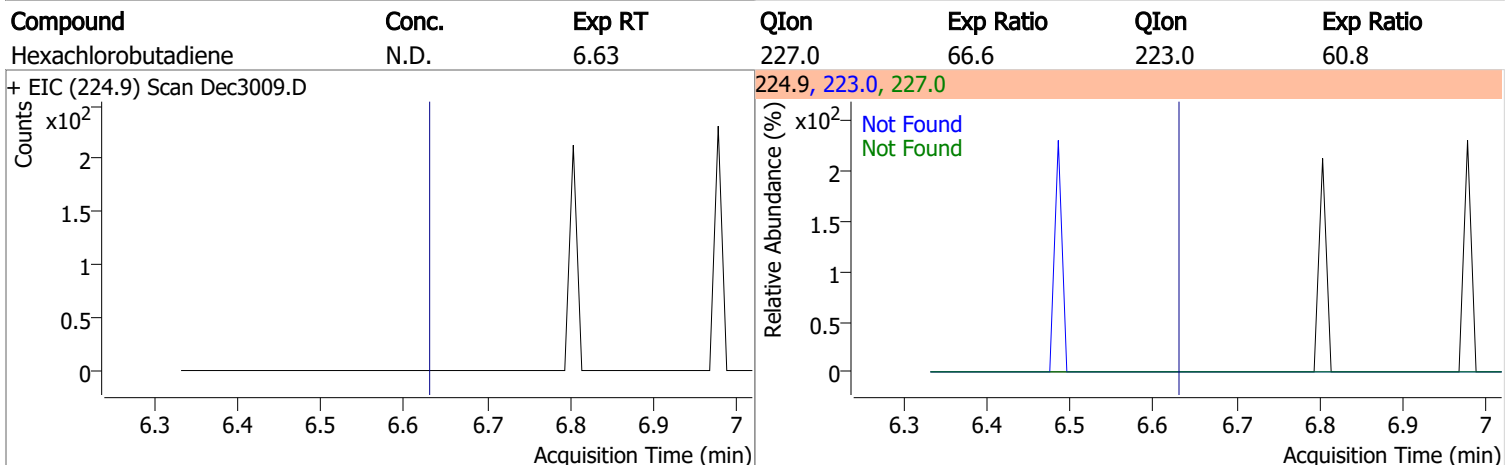 Compound Conc. Exp RT QIon Exp Ratio QIon Exp Ratio
Hexachlorobutadiene N.D. 6.63 227.0 66.6 223.0 60.8
+ EIC (224.9) Scan Dec3009.D
Counts
x10²
2
1.5
1
0.5
0
6.3 6.4 6.5 6.6 6.7 6.8 6.9 7
Acquisition Time (min)
224.9, 223.0, 227.0
Relative Abundance (%)
x10²
Not Found
Not Found
2
1.5
1
0.5
0
6.3 6.4 6.5 6.6 6.7 6.8 6.9 7
Acquisition Time (min)